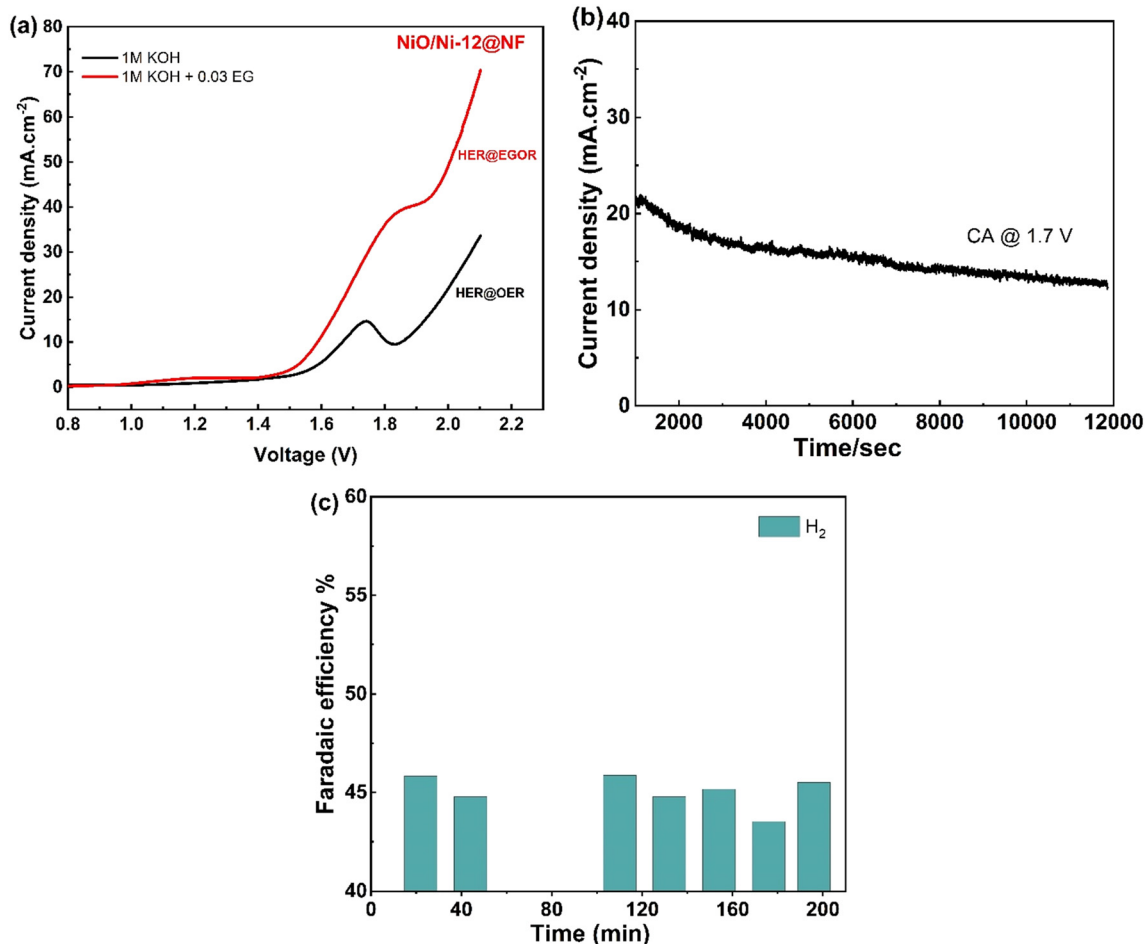 (a)
80
70
60
50
40
30
20
10
0
Current density (mA.cm-2)
1M KOH
1M KOH + 0.03 EG
NiO/Ni-12@NF
HER@EGOR
HER@OER
0.8 1.0 1.2 1.4 1.6 1.8 2.0 2.2
Voltage (V)
(b)
40
30
20
10
0
Current density (mA.cm-2)
CA @ 1.7 V
2000 4000 6000 8000 10000 12000
Time/sec
(c)
60
55
50
45
40
Faradaic efficiency %
H2
0 40 80 120 160 200
Time (min)